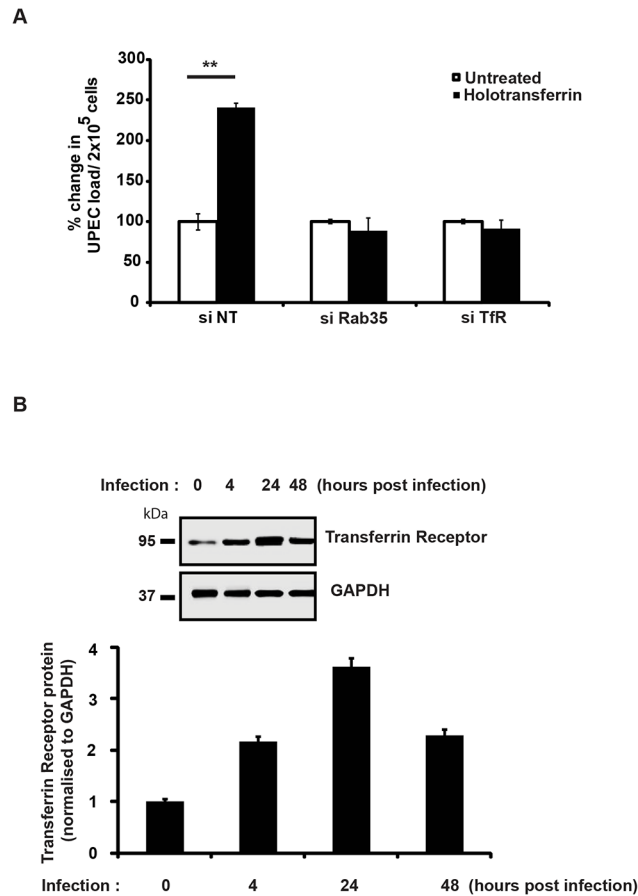 A
300
250
200
150
100
50
0
% change in
UPEC load/ 2x10^5 cells
**
Untreated
Holotransferrin
si NT si Rab35 si TfR
B
Infection : 0 4 24 48 (hours post infection)
kDa
95 Transferrin Receptor
37 GAPDH
Transferrin Receptor protein
(normalised to GAPDH)
4
3
2
1
0
Infection : 0 4 24 48 (hours post infection)